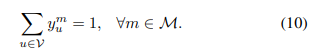 ∑_{u∈𝒱} y_u^m = 1, ∀m ∈ ℳ. (10)